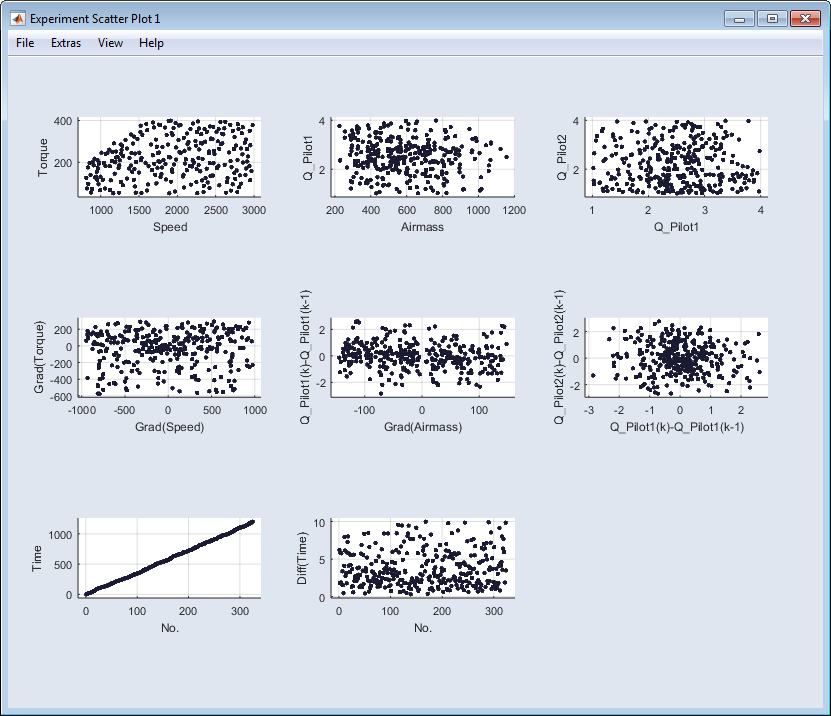 Experiment Scatter Plot 1
File Extras View Help
Torque
400
200
1000 1500 2000 2500 3000
Speed
Q_Pilot1
4
2
200 400 600 800 1000 1200
Airmass
Q_Pilot2
4
2
1 2 3 4
Q_Pilot1
Grad(Torque)
200
0
-200
-400
-600
-1000 -500 0 500 1000
Grad(Speed)
Q_Pilot1(k)-Q_Pilot1(k-1)
2
0
-2
-100 0 100
Grad(Airmass)
Q_Pilot2(k)-Q_Pilot2(k-1)
2
0
-2
-3 -2 -1 0 1 2
Q_Pilot1(k)-Q_Pilot1(k-1)
Time
1000
500
0
0 100 200 300
No.
Diff(Time)
10
5
0
0 100 200 300
No.